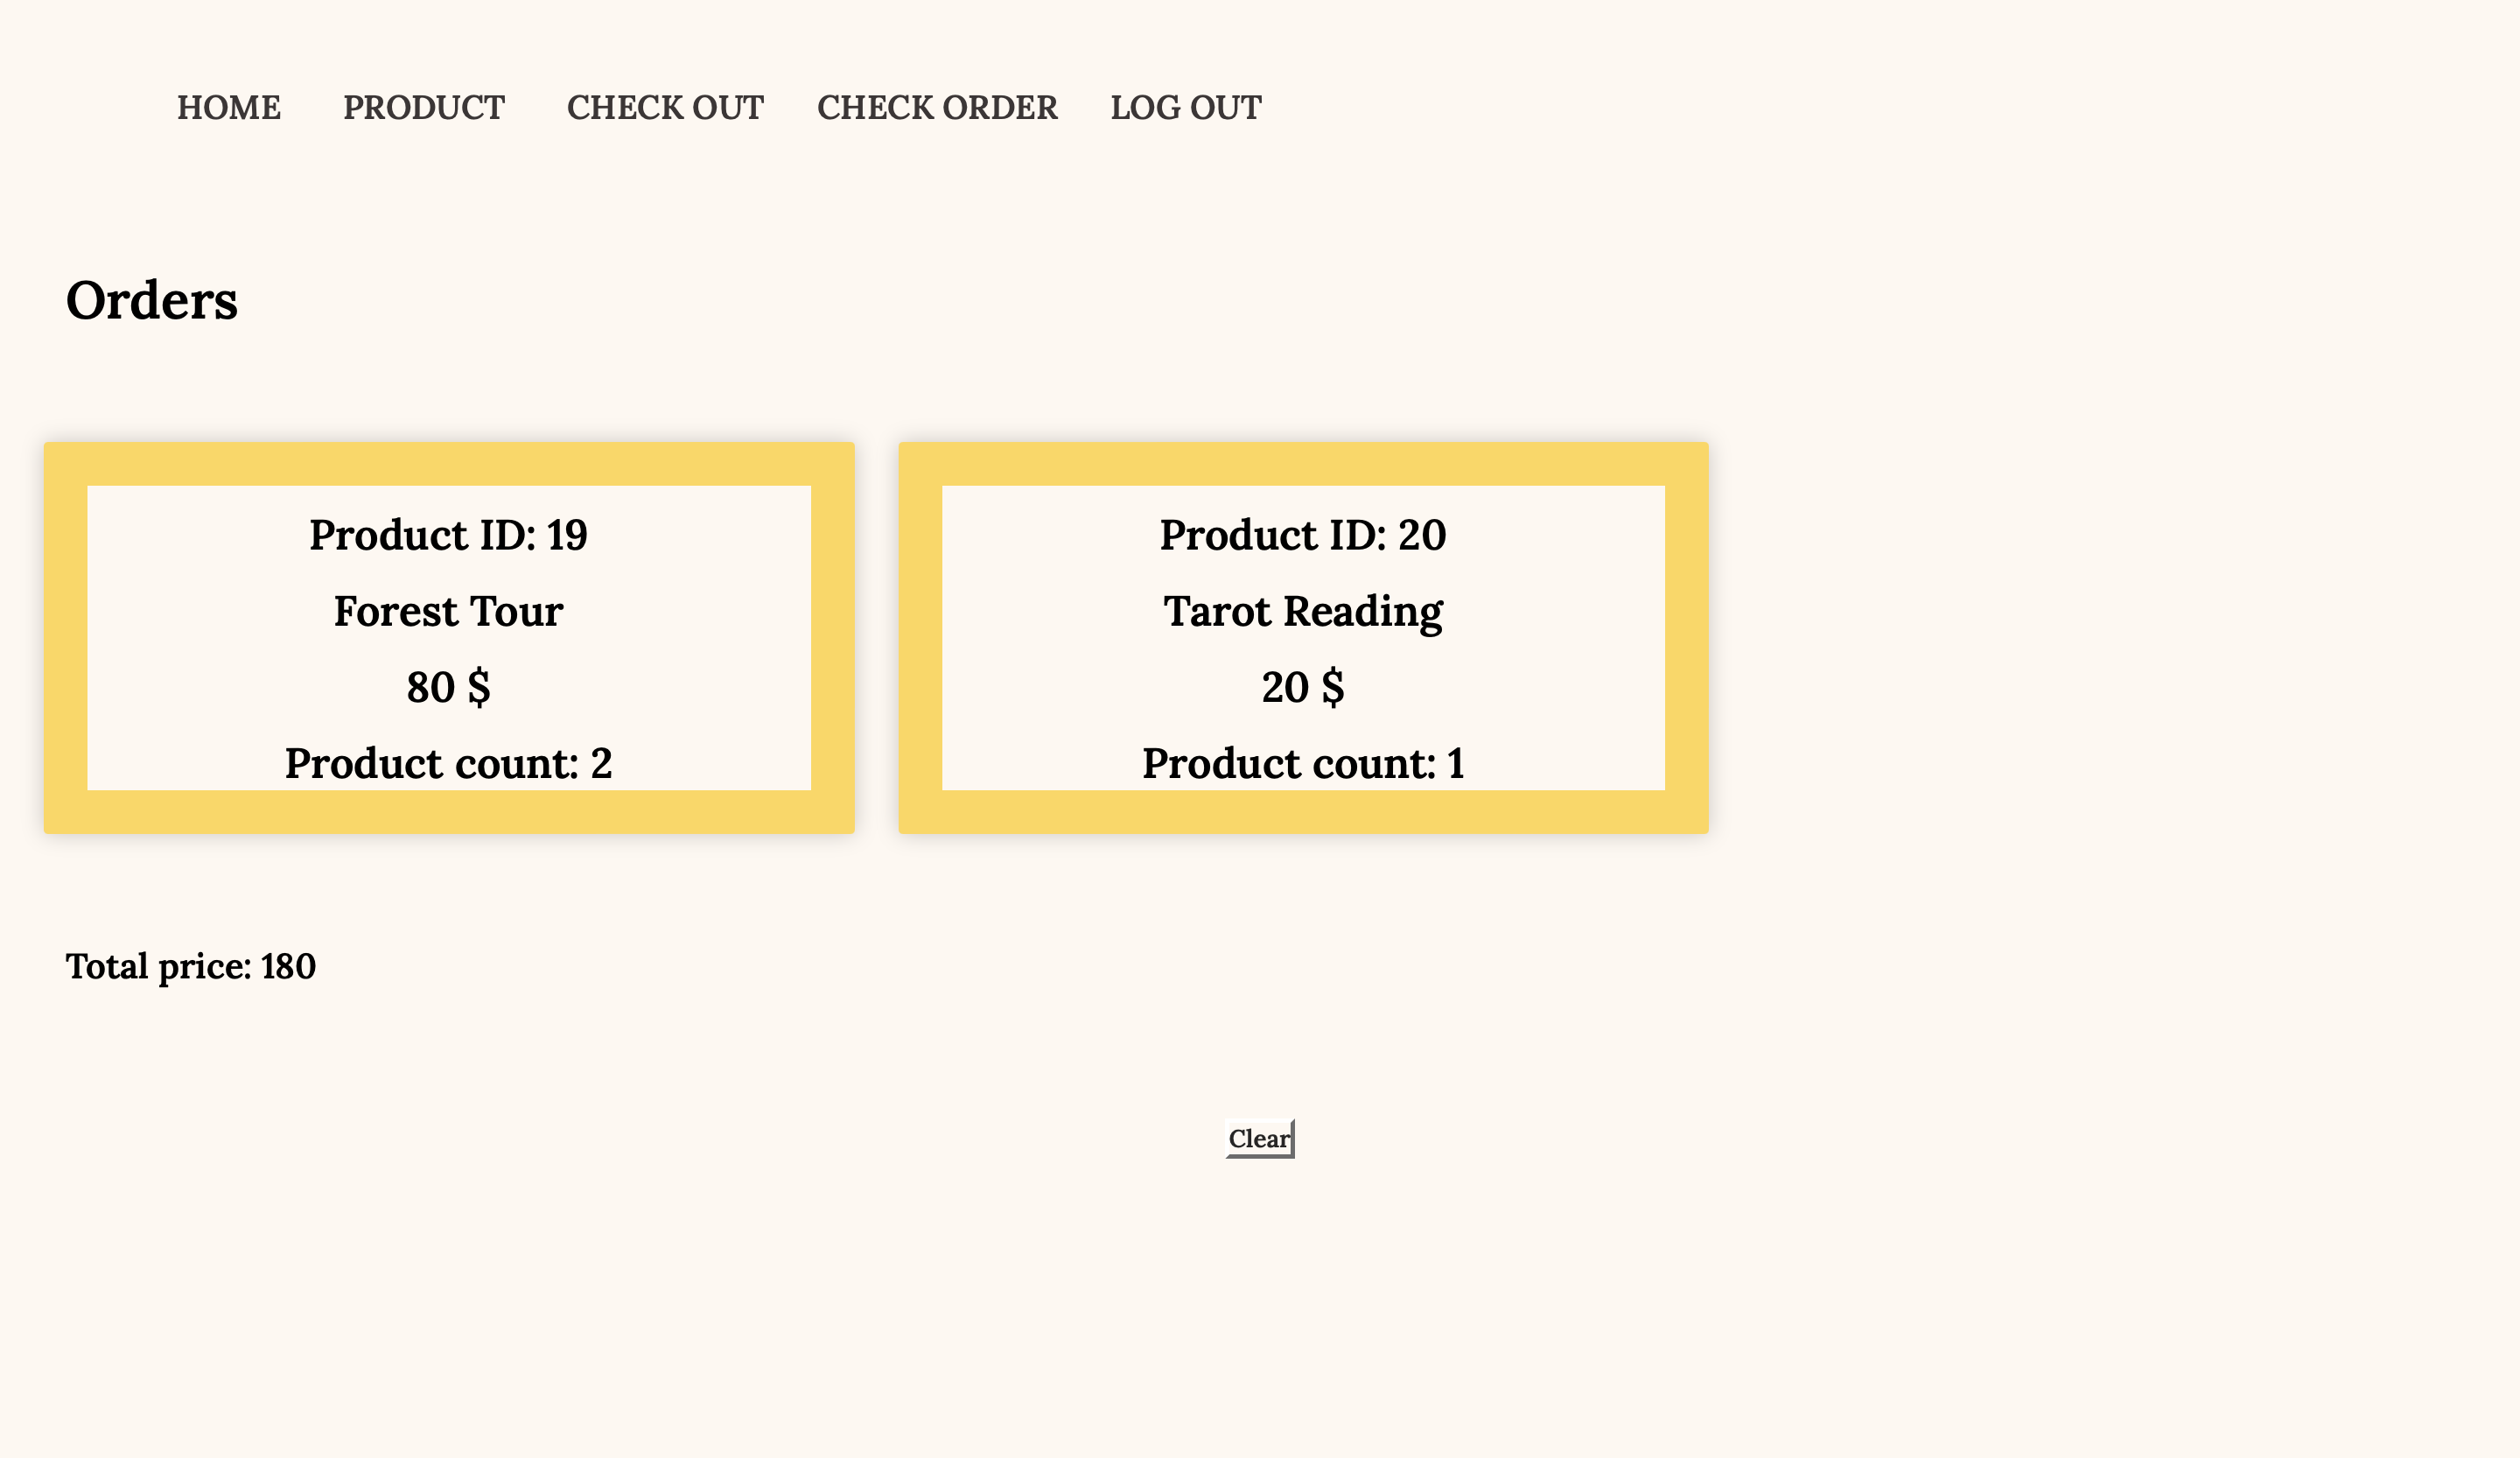 HOME PRODUCT CHECK OUT CHECK ORDER LOG OUT
Orders
Product ID: 19
Forest Tour
80 $
Product count: 2
Product ID: 20
Tarot Reading
20 $
Product count: 1
Total price: 180
Clear